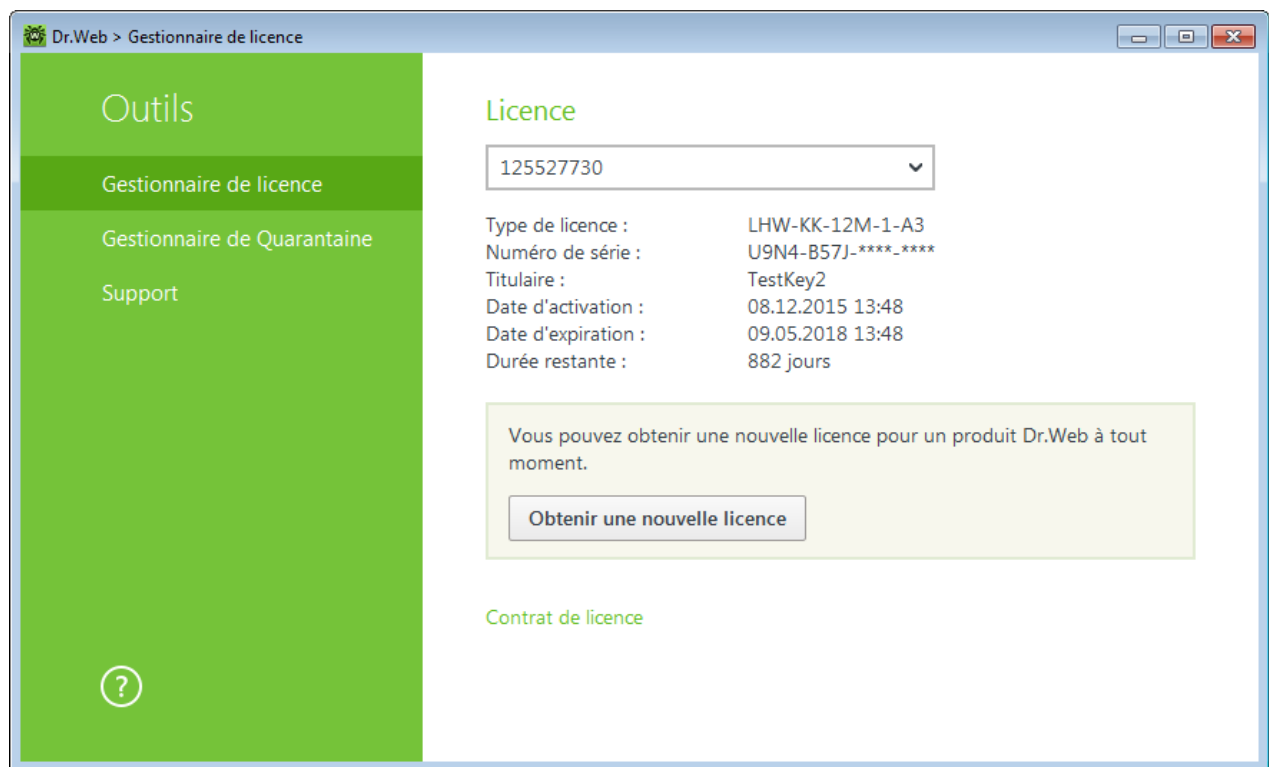 Dr.Web > Gestionnaire de licence
Outils
Gestionnaire de licence
Gestionnaire de Quarantaine
Support
?
Licence
125527730
Type de licence : LHW-KK-12M-1-A3
Numéro de série : U9N4-B57J-****-****
Titulaire : TestKey2
Date d'activation : 08.12.2015 13:48
Date d'expiration : 09.05.2018 13:48
Durée restante : 882 jours
Vous pouvez obtenir une nouvelle licence pour un produit Dr.Web à tout
moment.
Obtenir une nouvelle licence
Contrat de licence